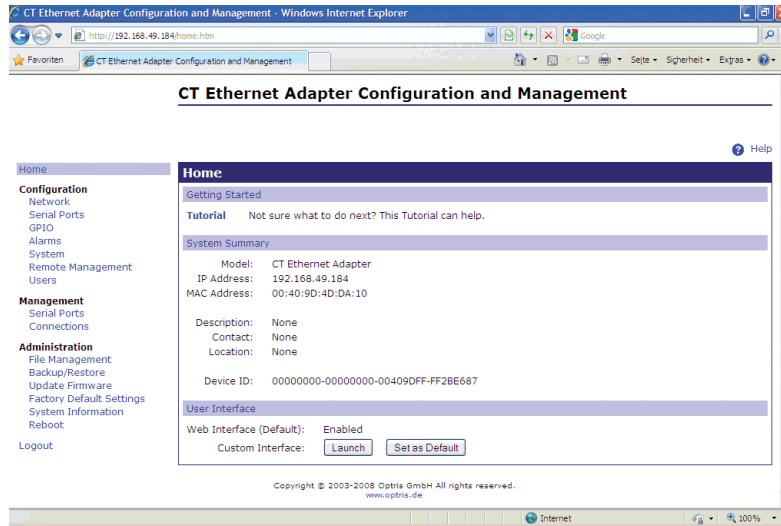 CT Ethernet Adapter Configuration and Management - Windows Internet Explorer
http://192.168.49.184/home.htm
Google
Favoriten CT Ethernet Adapter Configuration and Management Seite Sicherheit Extras
CT Ethernet Adapter Configuration and Management
Help
Home
Configuration
Network
Serial Ports
GPIO
Alarms
System
Remote Management
Users
Management
Serial Ports
Connections
Administration
File Management
Backup/Restore
Update Firmware
Factory Default Settings
System Information
Reboot
Logout
Home
Getting Started
Tutorial Not sure what to do next? This Tutorial can help.
System Summary
Model: CT Ethernet Adapter
IP Address: 192.168.49.184
MAC Address: 00:40:9D:4D:DA:10
Description: None
Contact: None
Location: None
Device ID: 00000000-00000000-00409DFF-FF2BE687
User Interface
Web Interface (Default): Enabled
Custom Interface: Launch Set as Default
Copyright © 2003-2008 Optris GmbH All rights reserved.
www.optris.de
Internet 100%